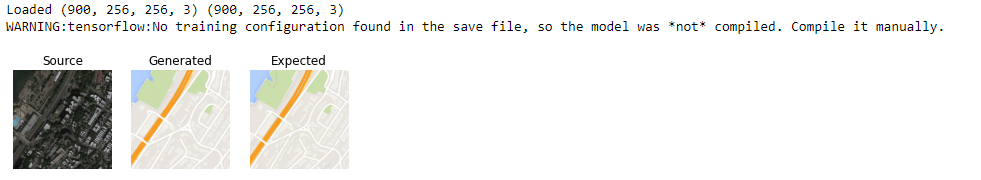 Loaded (900, 256, 256, 3) (900, 256, 256, 3)
WARNING:tensorflow:No training configuration found in the save file, so the model was *not* compiled. Compile it manually.
Source Generated Expected